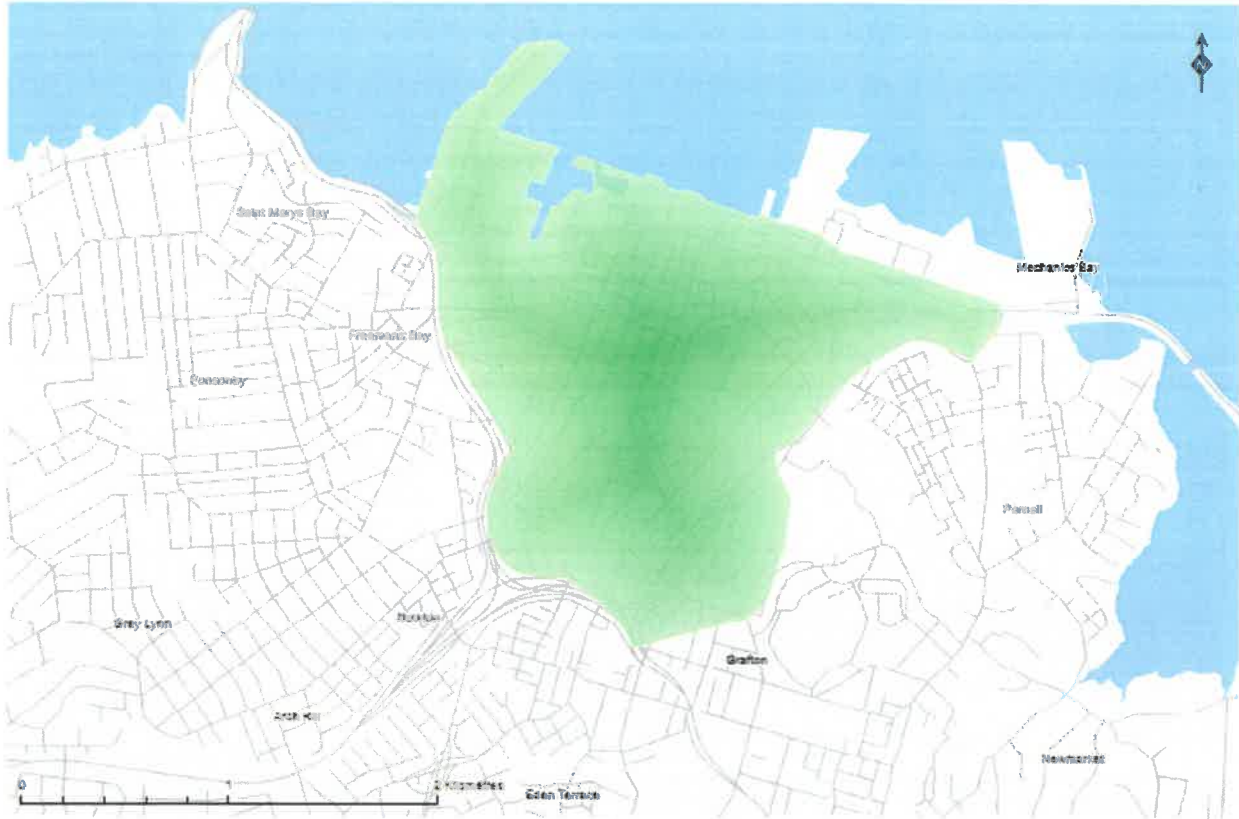 N
Saint Marys Bay
Mechanics Bay
Freemans Bay
Ponsonby
Parnell
Grey Lynn
Newton
Grafton
Arch Hill
Newmarket
0
1
2 Kilometres
Eden Terrace